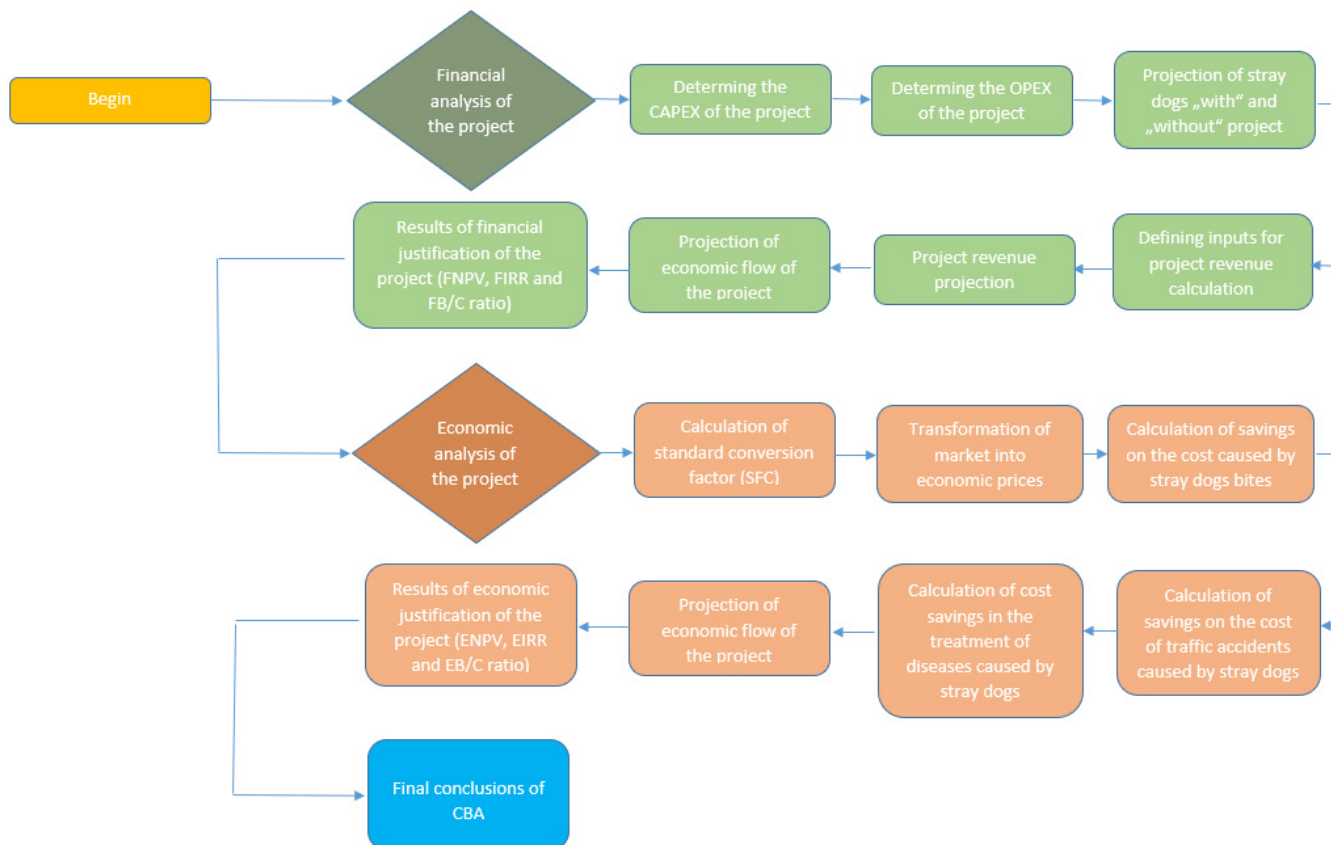 Begin
Financial
analysis of
the project
Determing the
CAPEX of the project
Determing the OPEX
of the project
Projection of stray
dogs „with“ and
„without“ project
Defining inputs for
project revenue
calculation
Project revenue
projection
Projection of
economic flow of
the project
Results of financial
justification of the
project (FNPV, FIRR and
FB/C ratio)
Economic
analysis of
the project
Calculation of
standard conversion
factor (SFC)
Transformation of
market into
economic prices
Calculation of savings
on the cost caused by
stray dogs bites
Calculation of
savings on the cost
of traffic accidents
caused by stray dogs
Calculation of cost
savings in the
treatment of
diseases caused by
stray dogs
Projection of
economic flow of
the project
Results of economic
justification of the
project (ENPV, EIRR
and EB/C ratio)
Final conclusions of
CBA